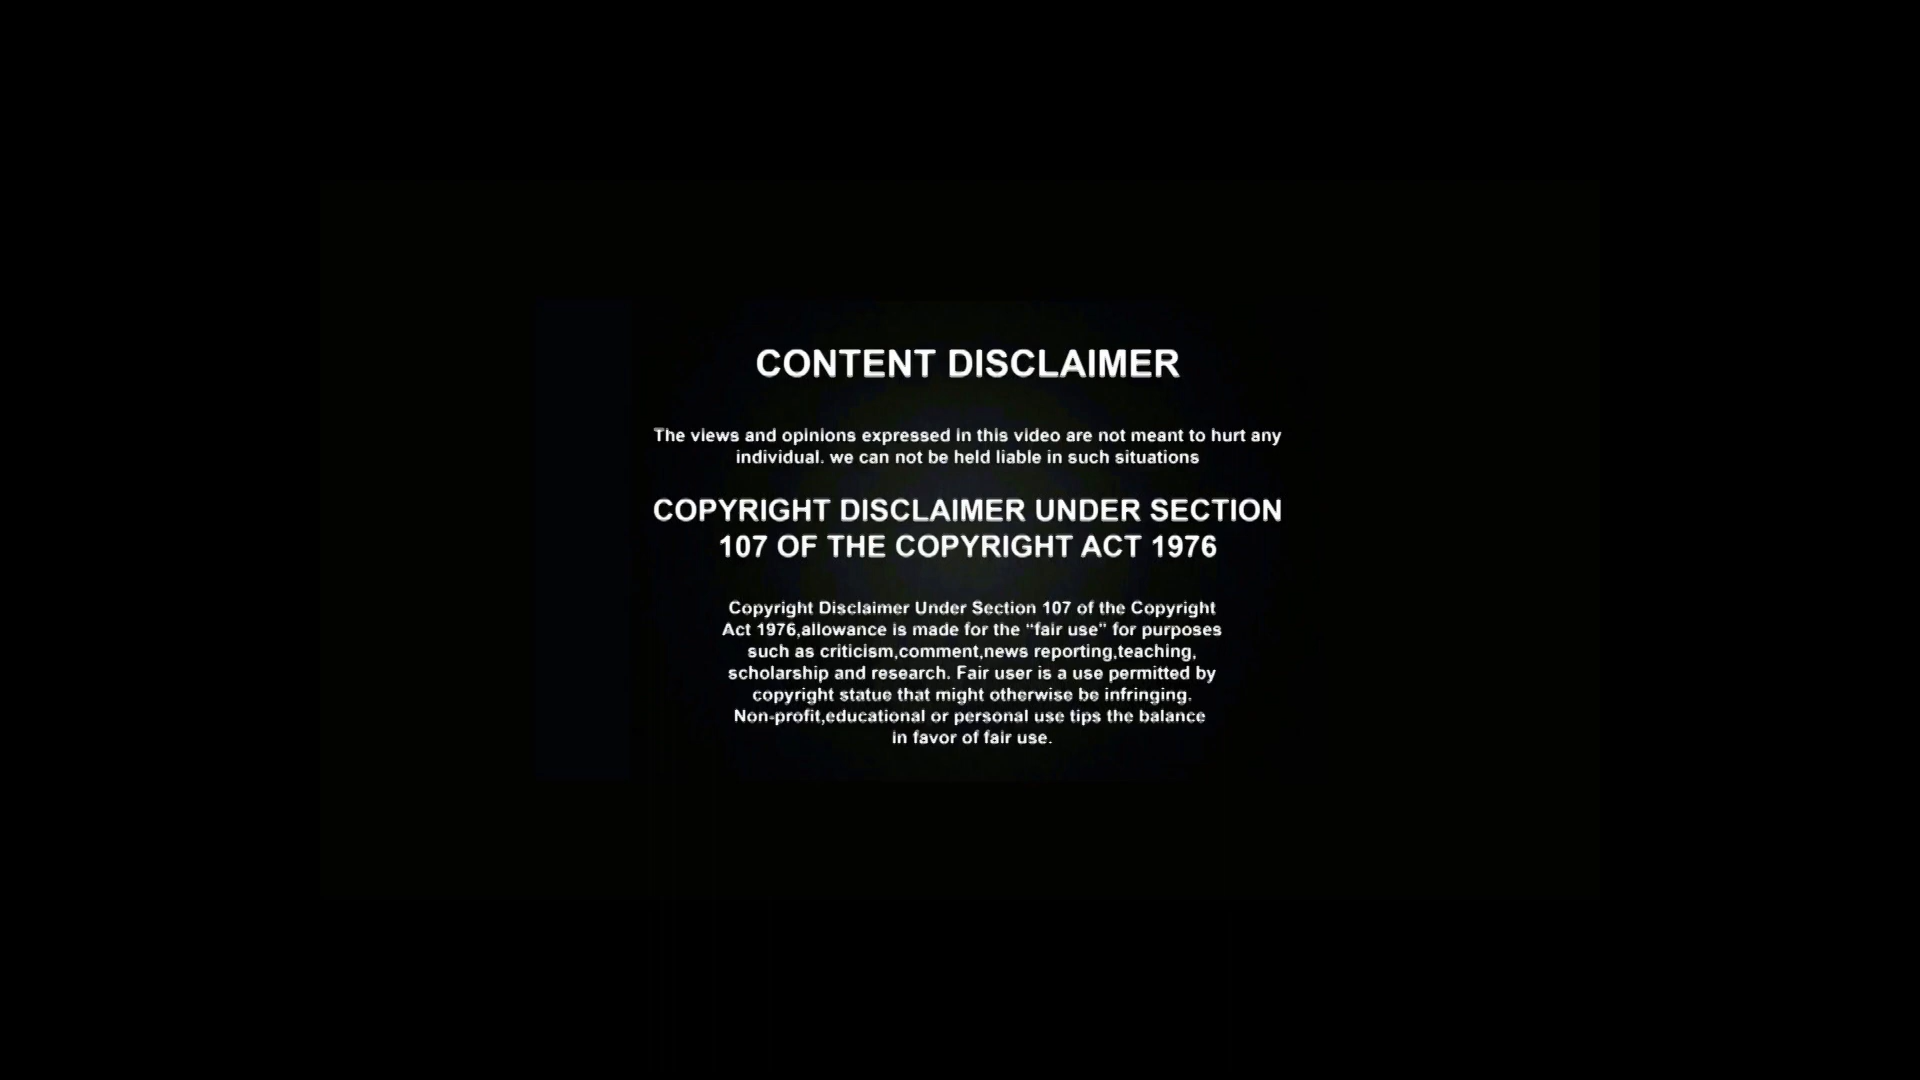 CONTENT DISCLAIMER
The views and opinions expressed in this video are not meant to hurt any
individual. we can not be held liable in such situations
COPYRIGHT DISCLAIMER UNDER SECTION
107 OF THE COPYRIGHT ACT 1976
Copyright Disclaimer Under Section 107 of the Copyright
Act 1976,allowance is made for the "fair use" for purposes
such as criticism,comment,news reporting,teaching,
scholarship and research. Fair user is a use permitted by
copyright statue that might otherwise be infringing.
Non-profit,educational or personal use tips the balance
in favor of fair use.